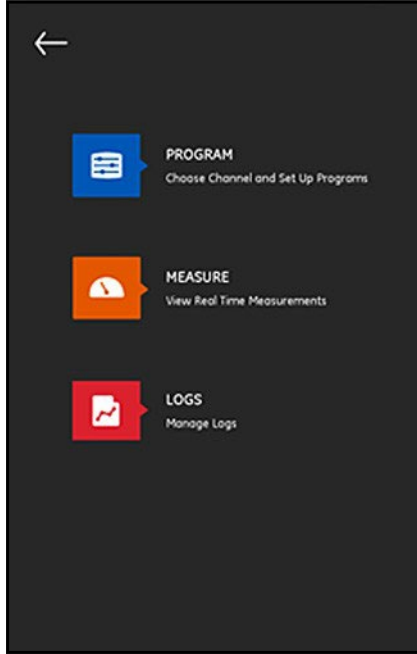 PROGRAM
Choose Channel and Set Up Programs
MEASURE
View Real Time Measurements
LOGS
Manage Logs